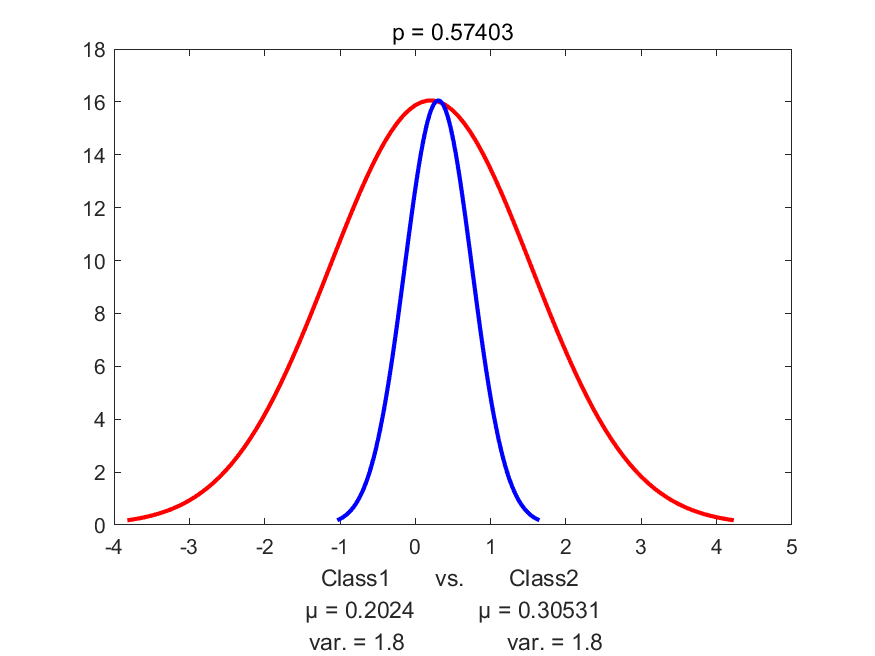 p = 0.57403
18
16
14
12
10
8
6
4
2
0
-4 -3 -2 -1 0 1 2 3 4 5
Class1 vs. Class2
μ = 0.2024 μ = 0.30531
var. = 1.8 var. = 1.8